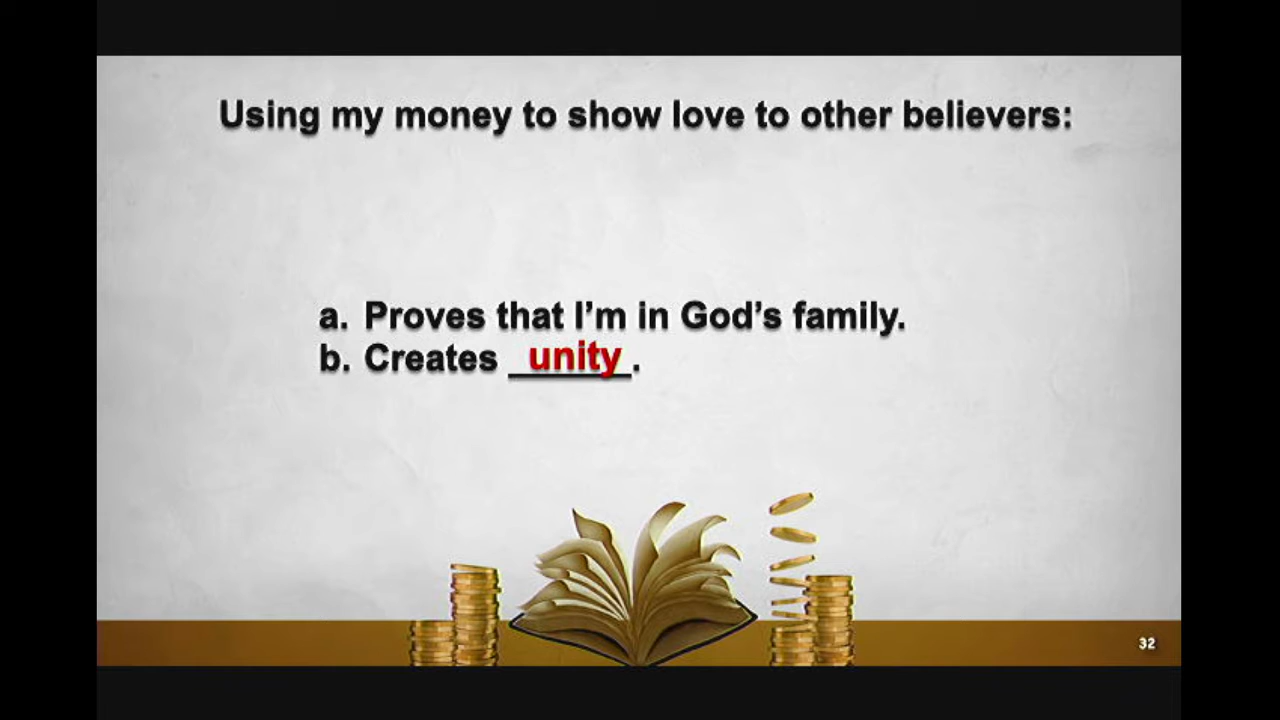 Using my money to show love to other believers:
a. Proves that I’m in God’s family.
b. Creates unity.
32